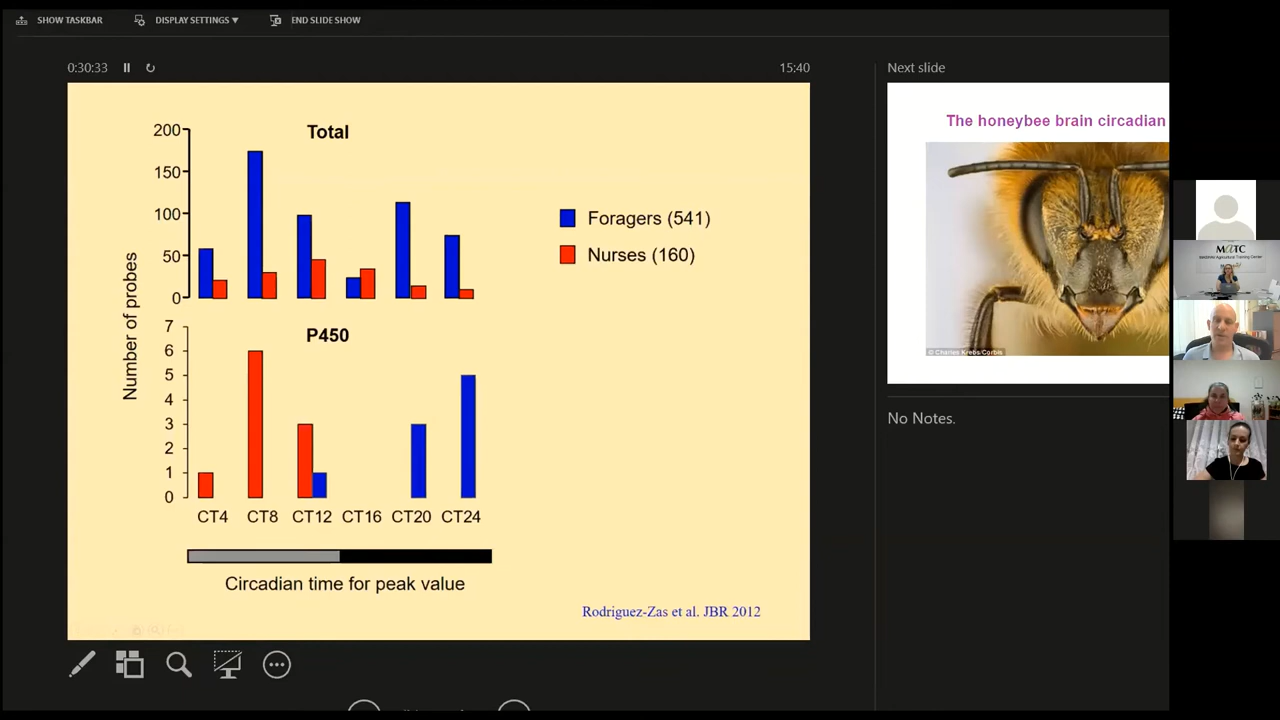 SHOW TASKBAR
DISPLAY SETTINGS ▼
END SLIDE SHOW
0:30:33
15:40
Next slide
Total
200
150
100
50
0
Foragers (541)
Nurses (160)
Number of probes
P450
7
6
5
4
3
2
1
0
CT4 CT8 CT12 CT16 CT20 CT24
Circadian time for peak value
Rodriguez-Zas et al. JBR 2012
The honeybee brain circadian
© Charles Krebs/Corbis
No Notes.
MATC